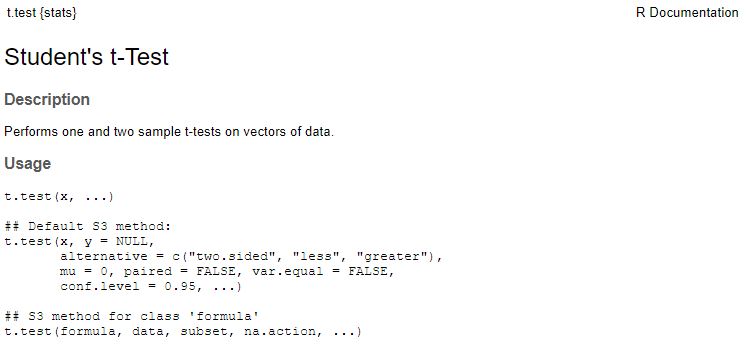 t.test {stats} R Documentation
Student's t-Test
Description
Performs one and two sample t-tests on vectors of data.
Usage
t.test(x, ...)
## Default S3 method:
t.test(x, y = NULL,
       alternative = c("two.sided", "less", "greater"),
       mu = 0, paired = FALSE, var.equal = FALSE,
       conf.level = 0.95, ...)
## S3 method for class 'formula'
t.test(formula, data, subset, na.action, ...)